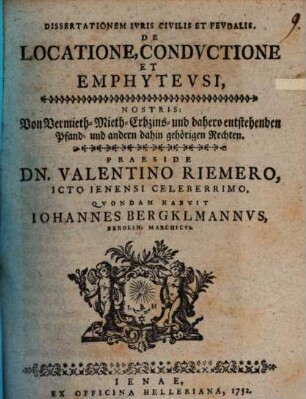 9.
DISSERTATIONEM IVRIS CIVILIS ET FEVDALIS.
DE
LOCATIONE, CONDVCTIONE
ET
EMPHYTEVSI,
NOSTRIS:
Von Vermieth- Mieth- Erbzins- und dahero entstehenden
Pfand- und andern dahin gehörigen Rechten.
PRAESIDE
DN. VALENTINO RIEMERO,
ICTO IENENSI CELEBERRIMO,
QVONDAM HABVIT
IOHANNES BERGKLMANNVS,
BEROLIN. MARCHICVS.
IENAE,
EX OFFICINA HELLERIANA, 1752.